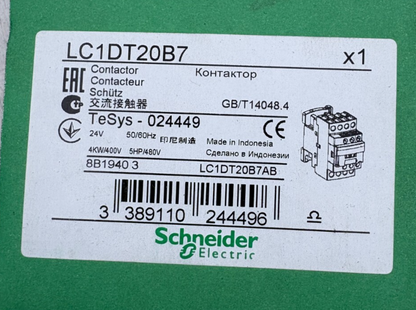 LC1DT20B7 x1
EAC Contactor Контактор
Contacteur
Schütz
交流接触器 GB/T14048.4
TeSys - 024449 CE
24V 50/60Hz 印尼制造 Made in Indonesia
4KW/400V 5HP/480V Сделано в Индонезии
8B1940 3 LC1DT20B7AB
3 389110 244496
Schneider
Electric